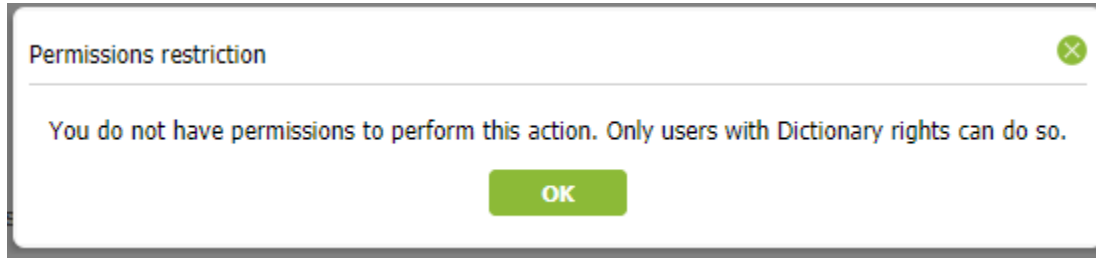 Permissions restriction
You do not have permissions to perform this action. Only users with Dictionary rights can do so.
OK